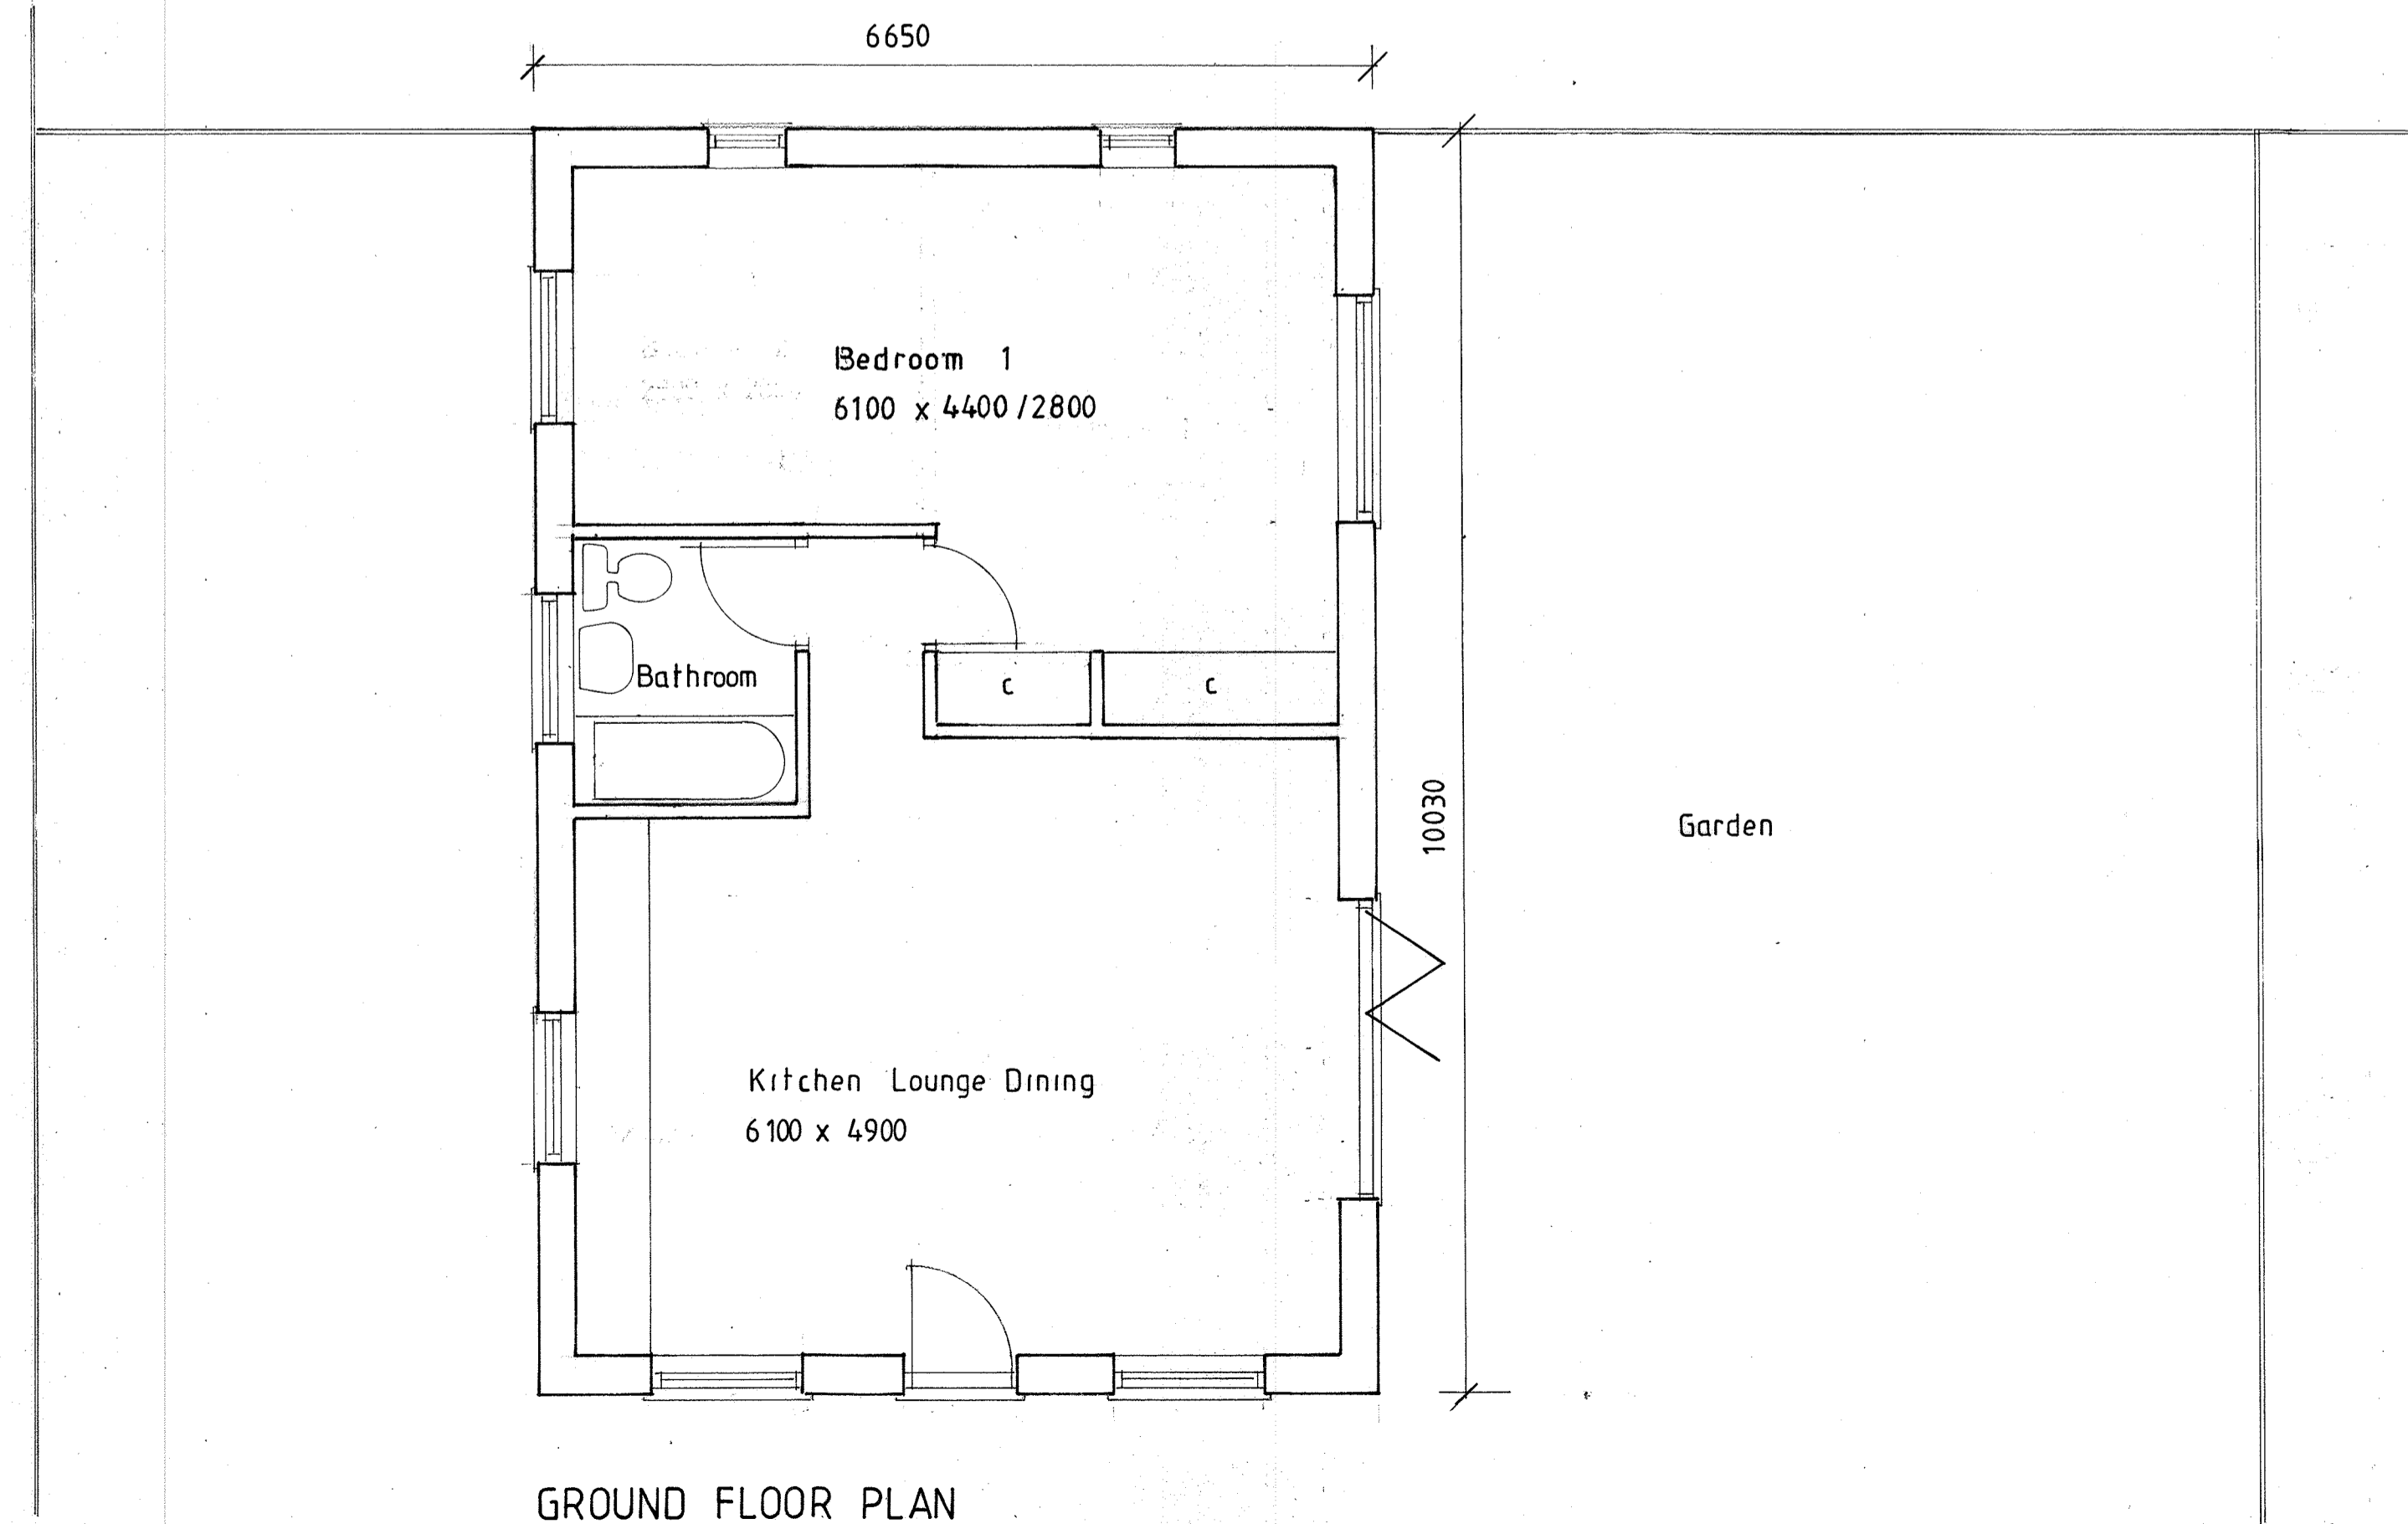 6650
Bedroom 1
6100 x 4400/2800
Bathroom
c
c
10030
Garden
Kitchen Lounge Dining
6100 x 4900
GROUND FLOOR PLAN